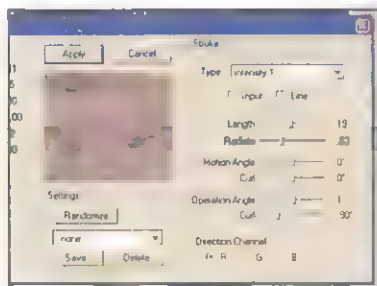 Stroke
Apply Cancel
Type Intensity 1
Input Line
Length 19
Radiate .83
Motion Angle 0°
Curl 0°
Settings
Operation Angle 1
Randomize
Curl 90°
none
Direction Channel
Save Delete
R G B